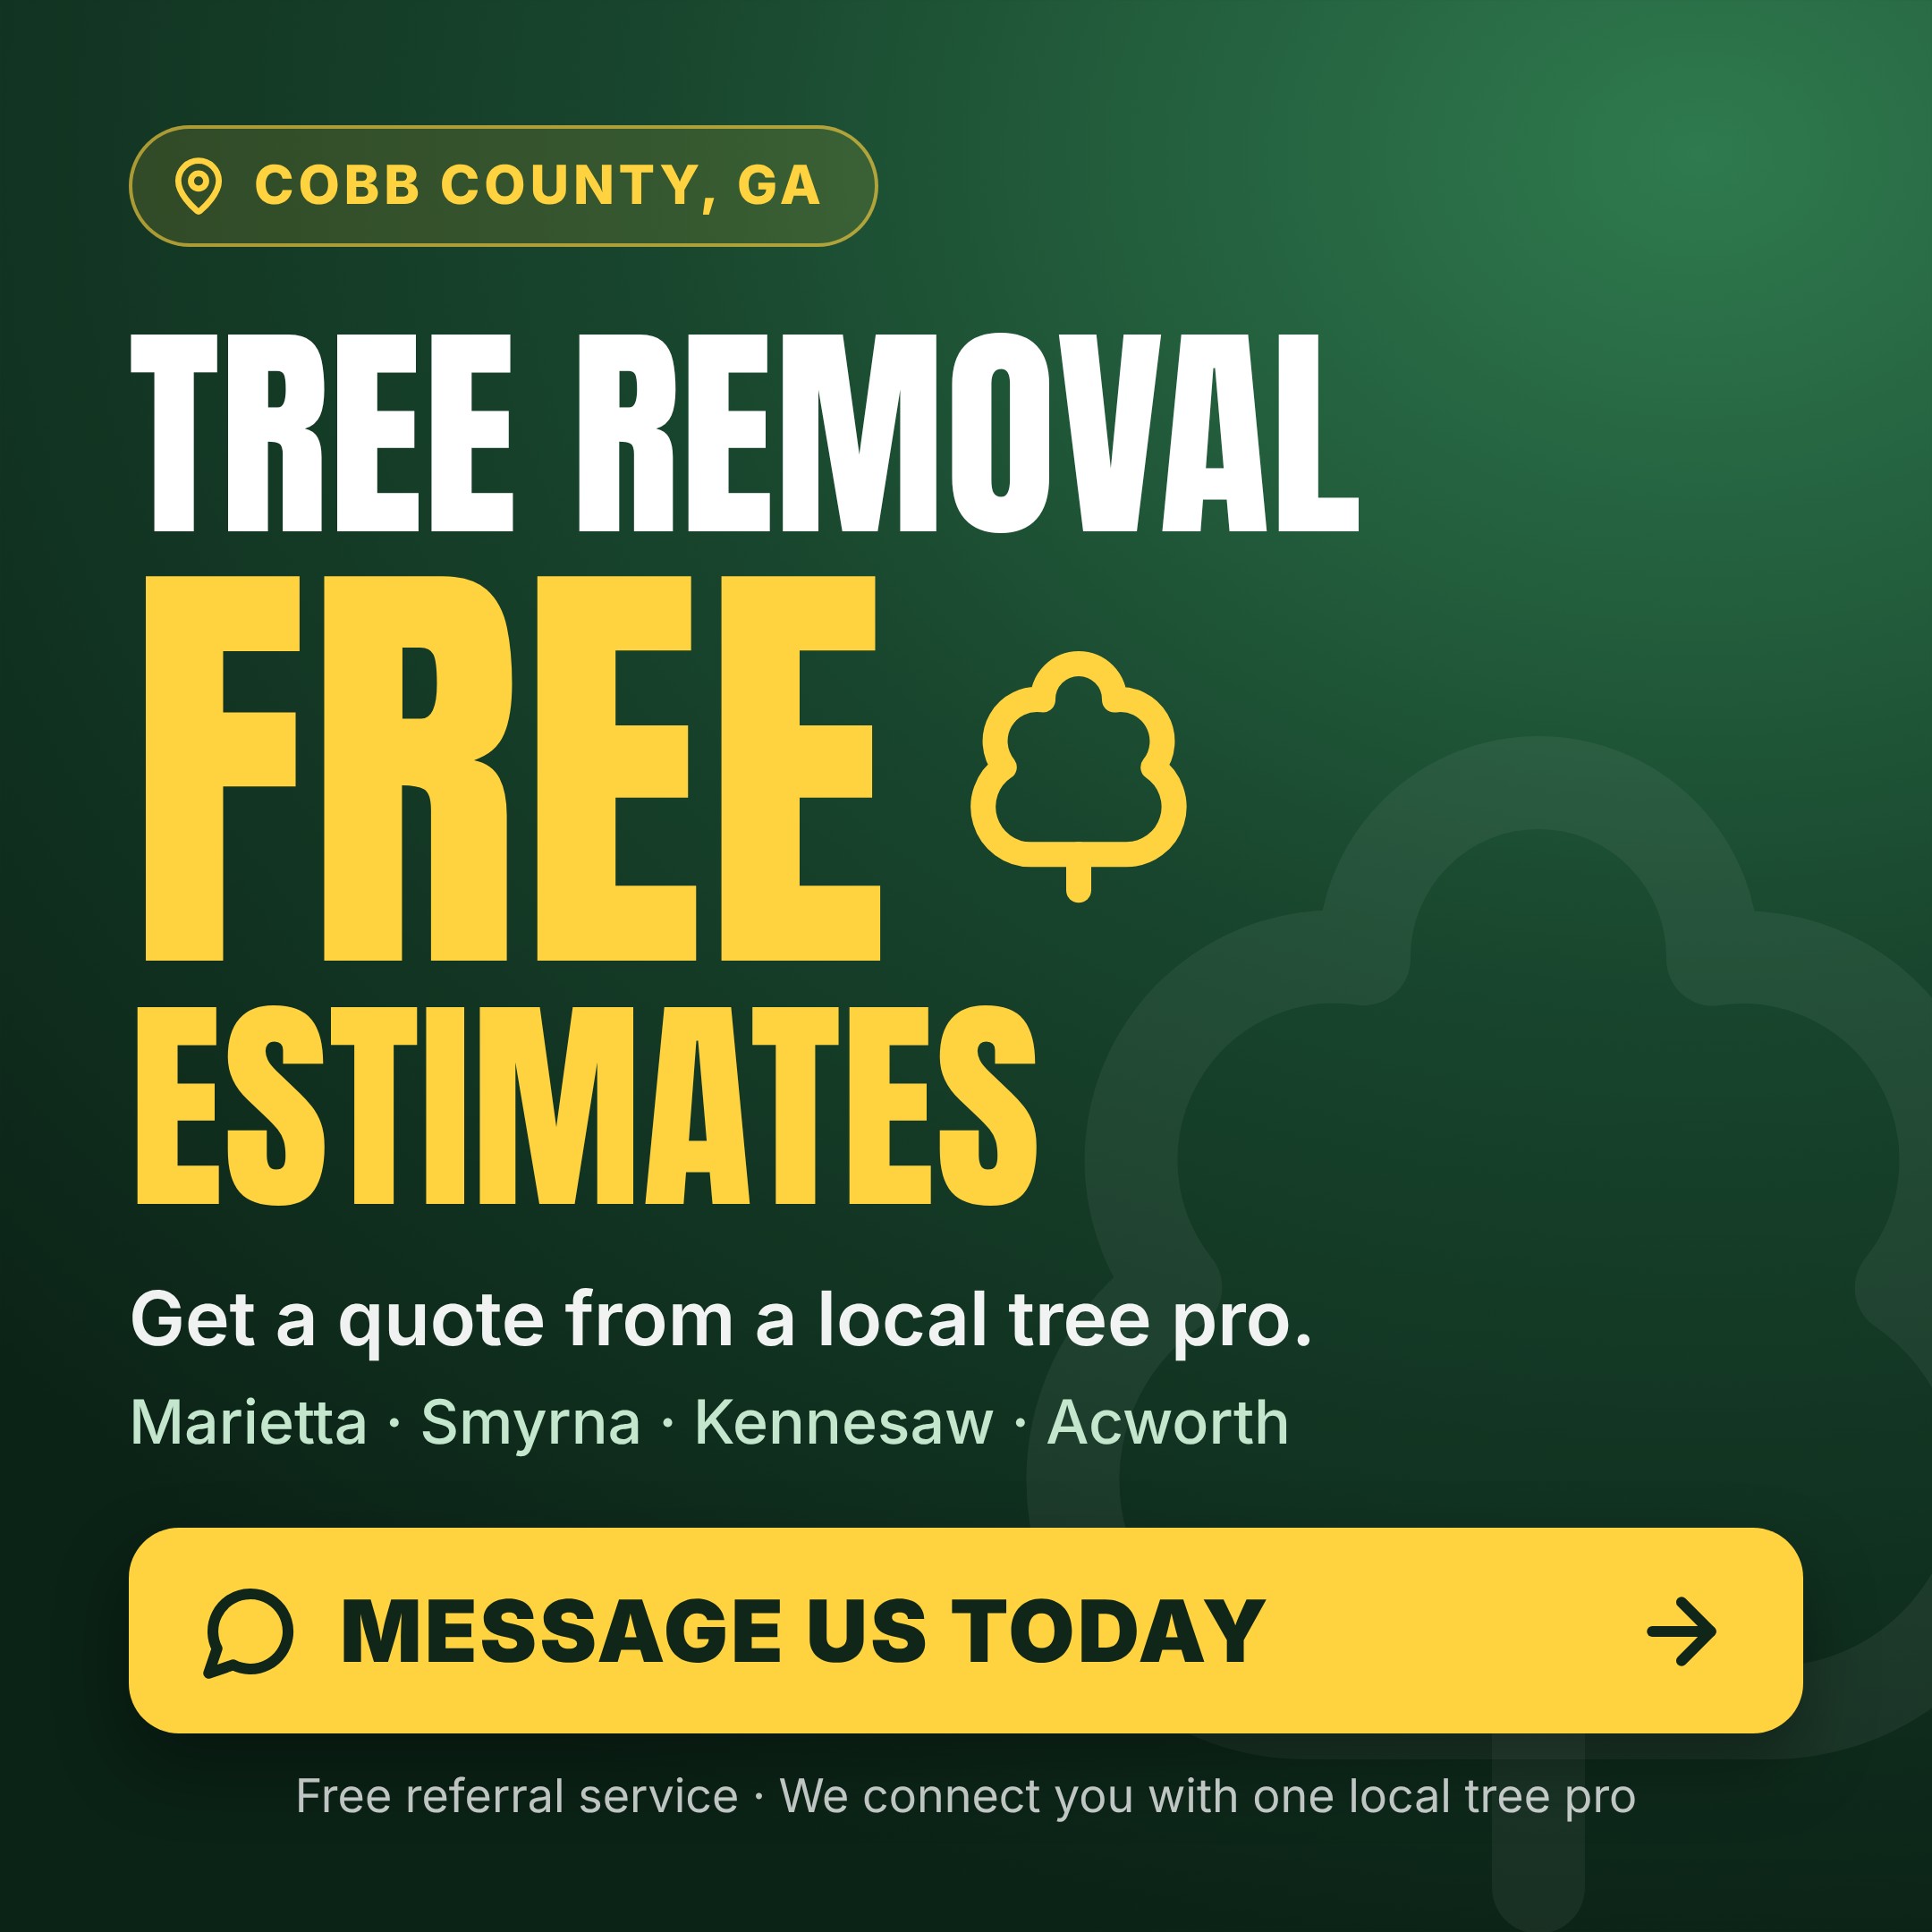 COBB COUNTY, GA
TREE REMOVAL
FREE
ESTIMATES
Get a quote from a local tree pro.
Marietta · Smyrna · Kennesaw · Acworth
MESSAGE US TODAY
Free referral service · We connect you with one local tree pro